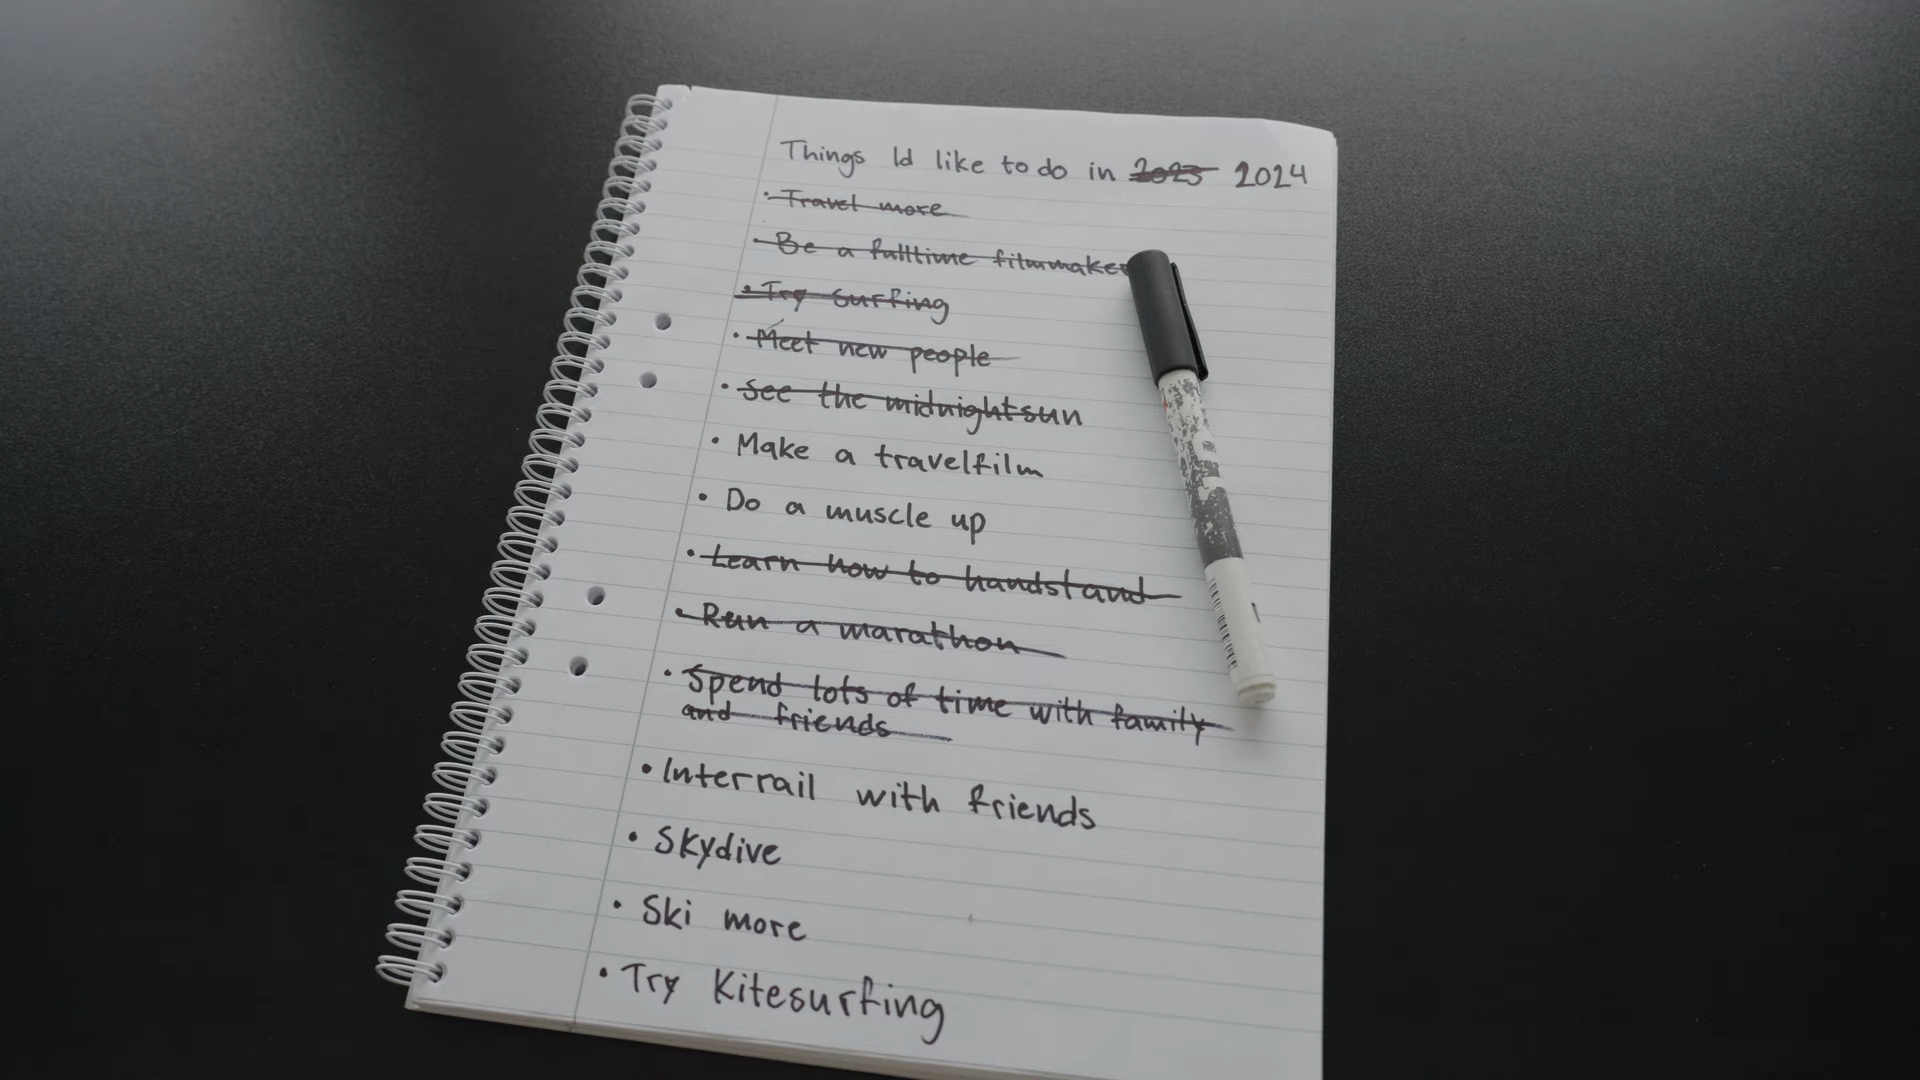 Things Id like to do in 2023 2024
• Travel more
• Be a fulltime filmmaker
• Try surfing
• Meet new people
• See the midnightsun
• Make a travelfilm
• Do a muscle up
• Learn how to handstand
• Run a marathon
• Spend lots of time with family
and friends
• Interrail with friends
• Skydive
• Ski more
• Try Kitesurfing